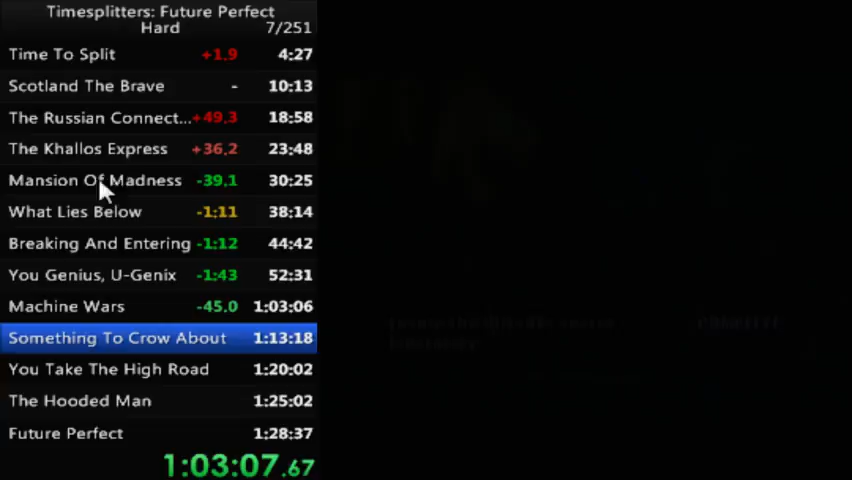 Timesplitters: Future Perfect
Hard 7/251
Time To Split +1.9 4:27
Scotland The Brave - 10:13
The Russian Connect... +49.3 18:58
The Khallos Express +36.2 23:48
Mansion Of Madness -39.1 30:25
What Lies Below -1:11 38:14
Breaking And Entering -1:12 44:42
You Genius, U-Genix -1:43 52:31
Machine Wars -45.0 1:03:06
Something To Crow About 1:13:18
You Take The High Road 1:20:02
The Hooded Man 1:25:02
Future Perfect 1:28:37
1:03:07.67